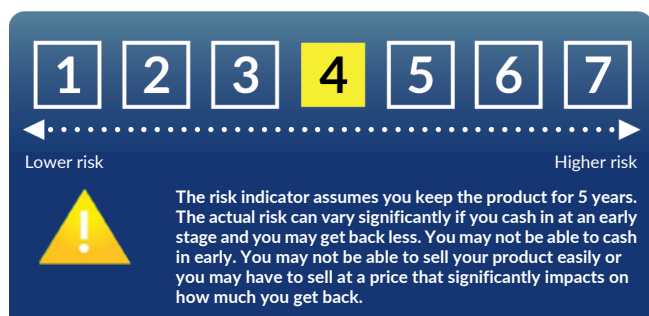 1 2 3 4 5 6 7
Lower risk Higher risk
The risk indicator assumes you keep the product for 5 years.
The actual risk can vary significantly if you cash in at an early
stage and you may get back less. You may not be able to cash
in early. You may not be able to sell your product easily or
you may have to sell at a price that significantly impacts on
how much you get back.